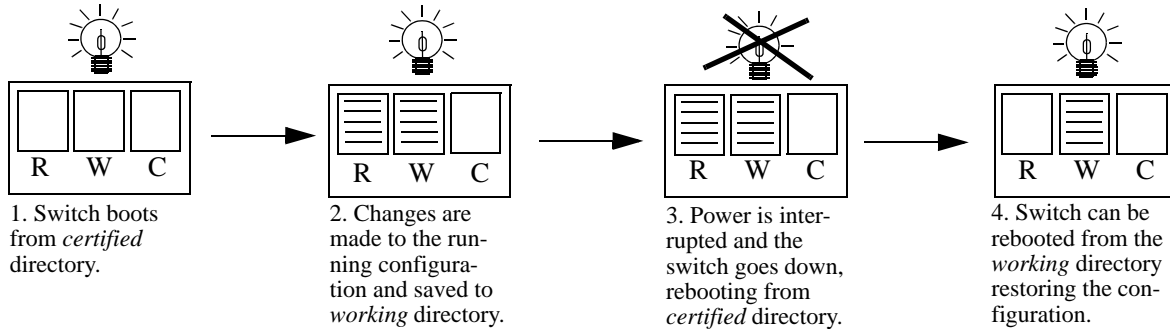 R W C
1. Switch boots
from certified
directory.
R W C
2. Changes are
made to the run-
ning configura-
tion and saved to
working directory.
R W C
3. Power is inter-
rupted and the
switch goes down,
rebooting from
certified directory.
R W C
4. Switch can be
rebooted from the
working directory
restoring the con-
figuration.